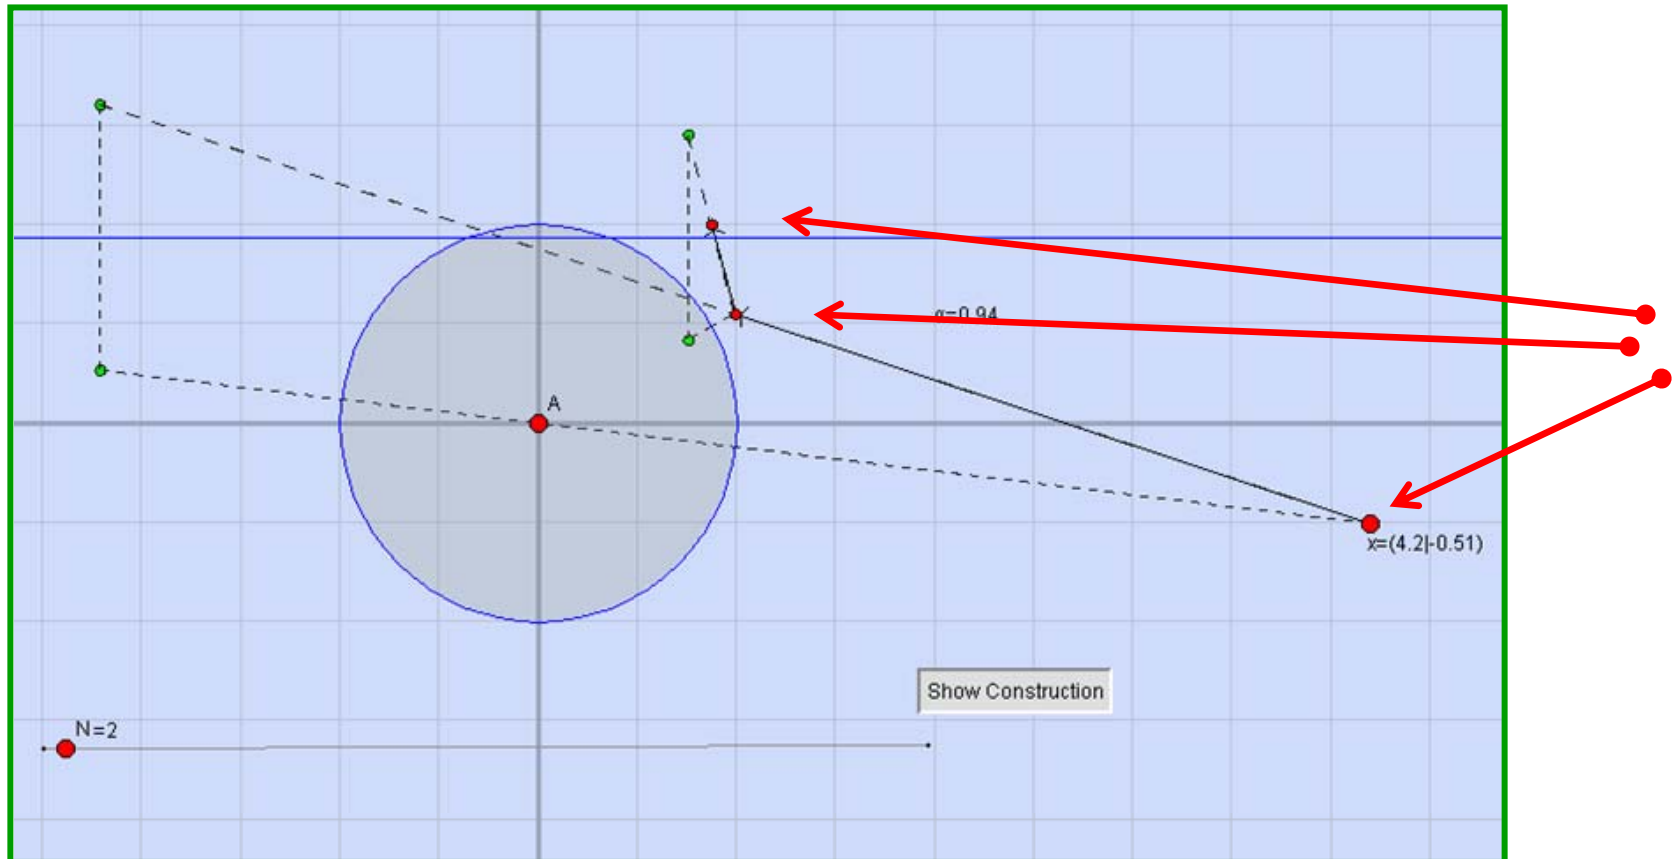 α=0.94
A
x=(4.2|-0.51)
Show Construction
N=2